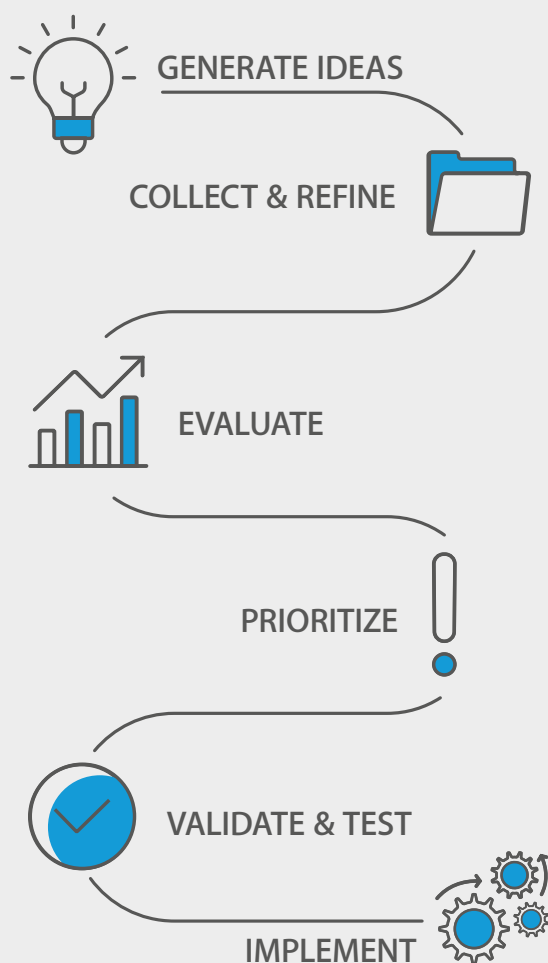 GENERATE IDEAS
COLLECT & REFINE
EVALUATE
PRIORITIZE
VALIDATE & TEST
IMPLEMENT